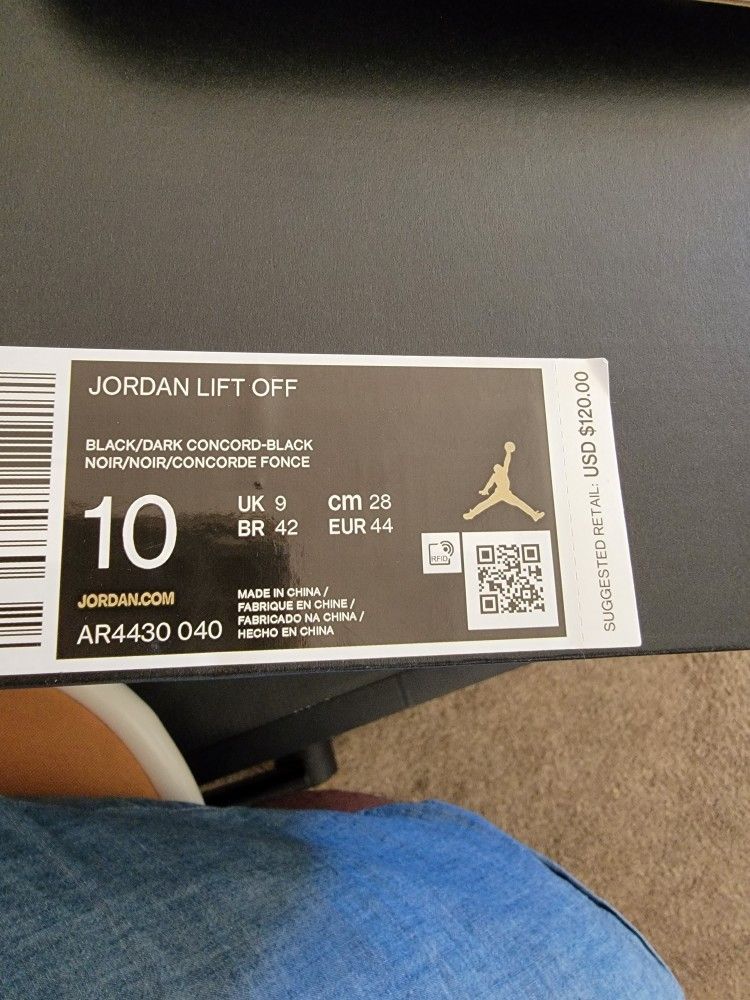 JORDAN LIFT OFF
BLACK/DARK CONCORD-BLACK
NOIR/NOIR/CONCORDE FONCE
10
UK 9 cm 28
BR 42 EUR 44
JORDAN.COM
AR4430 040
MADE IN CHINA /
FABRIQUE EN CHINE /
FABRICADO NA CHINA /
HECHO EN CHINA
RFID
SUGGESTED RETAIL: USD $120.00